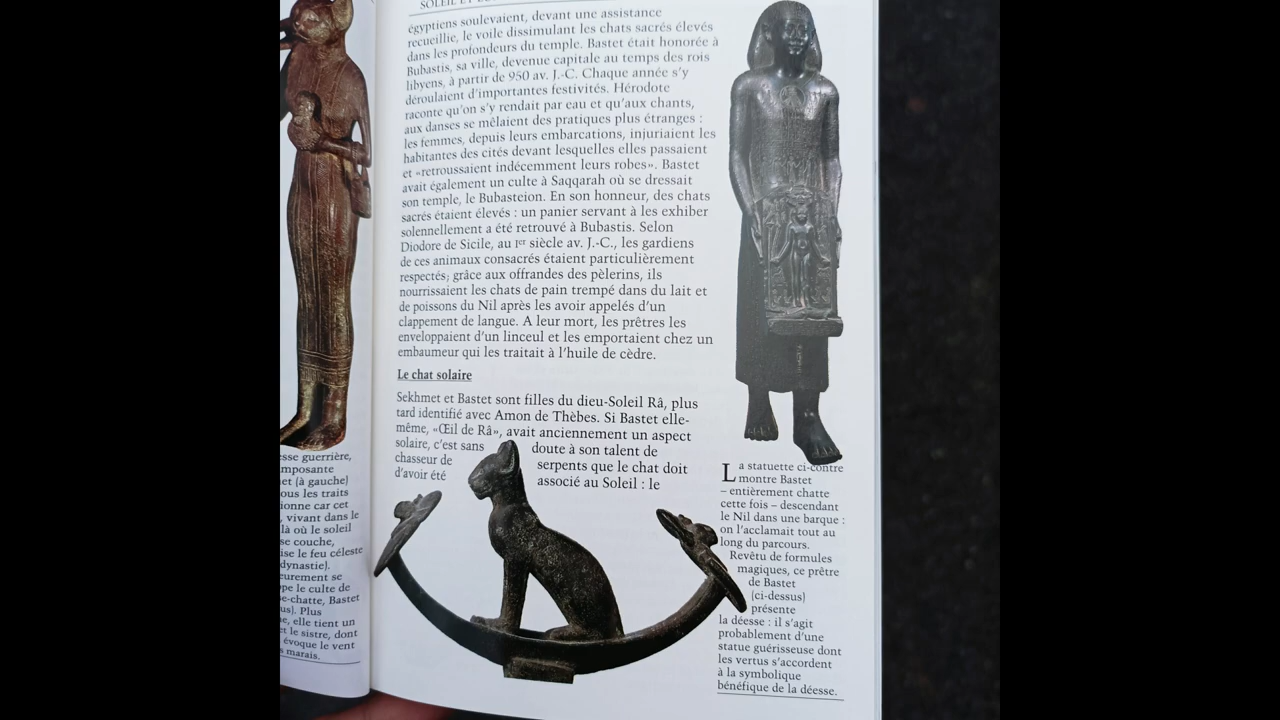 esse guerrière,
mposante
et (à gauche)
ous les traits
ionne car cet
, vivant dans le
là où le soleil
se couche,
ise le feu céleste
dynastie).
eurement se
ppe le culte de
e-chatte, Bastet
us). Plus
e, elle tient un
et le sistre, dont
évoque le vent
s marais.
SOLEIL ET
égyptiens soulevaient, devant une assistance
recueillie, le voile dissimulant les chats sacrés élevés
dans les profondeurs du temple. Bastet était honorée à
Bubastis, sa ville, devenue capitale au temps des rois
libyens, à partir de 950 av. J.-C. Chaque année s’y
déroulaient d’importantes festivités. Hérodote
raconte qu’on s’y rendait par eau et qu’aux chants,
aux danses se mêlaient des pratiques plus étranges :
les femmes, depuis leurs embarcations, injuriaient les
habitantes des cités devant lesquelles elles passaient
et «retroussaient indécemment leurs robes». Bastet
avait également un culte à Saqqarah où se dressait
son temple, le Bubasteion. En son honneur, des chats
sacrés étaient élevés : un panier servant à les exhiber
solennellement a été retrouvé à Bubastis. Selon
Diodore de Sicile, au Ier siècle av. J.-C., les gardiens
de ces animaux consacrés étaient particulièrement
respectés; grâce aux offrandes des pèlerins, ils
nourrissaient les chats de pain trempé dans du lait et
de poissons du Nil après les avoir appelés d’un
clappement de langue. A leur mort, les prêtres les
enveloppaient d’un linceul et les emportaient chez un
embaumeur qui les traitait à l’huile de cèdre.
Le chat solaire
Sekhmet et Bastet sont filles du dieu-Soleil Râ, plus
tard identifié avec Amon de Thèbes. Si Bastet elle-
même, «Œil de Râ», avait anciennement un aspect
solaire, c’est sans doute à son talent de
chasseur de serpents que le chat doit
d’avoir été associé au Soleil : le
La statuette ci-contre
montre Bastet
– entièrement chatte
cette fois – descendant
le Nil dans une barque :
on l’acclamait tout au
long du parcours.
Revêtu de formules
magiques, ce prêtre
de Bastet
(ci-dessus)
présente
la déesse : il s’agit
probablement d’une
statue guérisseuse dont
les vertus s’accordent
à la symbolique
bénéfique de la déesse.